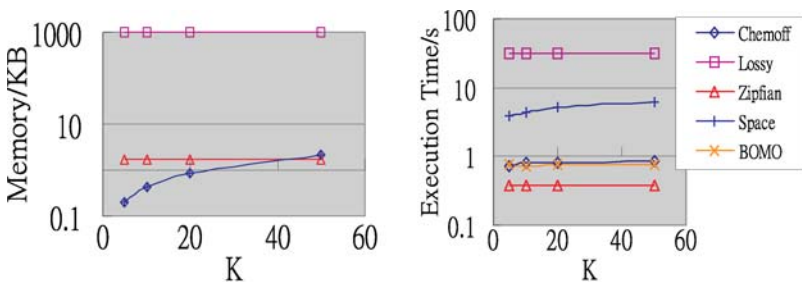 Memory/KB
1000
10
0.1
0
20
40
60
K
Execution Time/s
100
10
1
0.1
0
20
40
60
K
Chernoff
Lossy
Zipfian
Space
BOMO